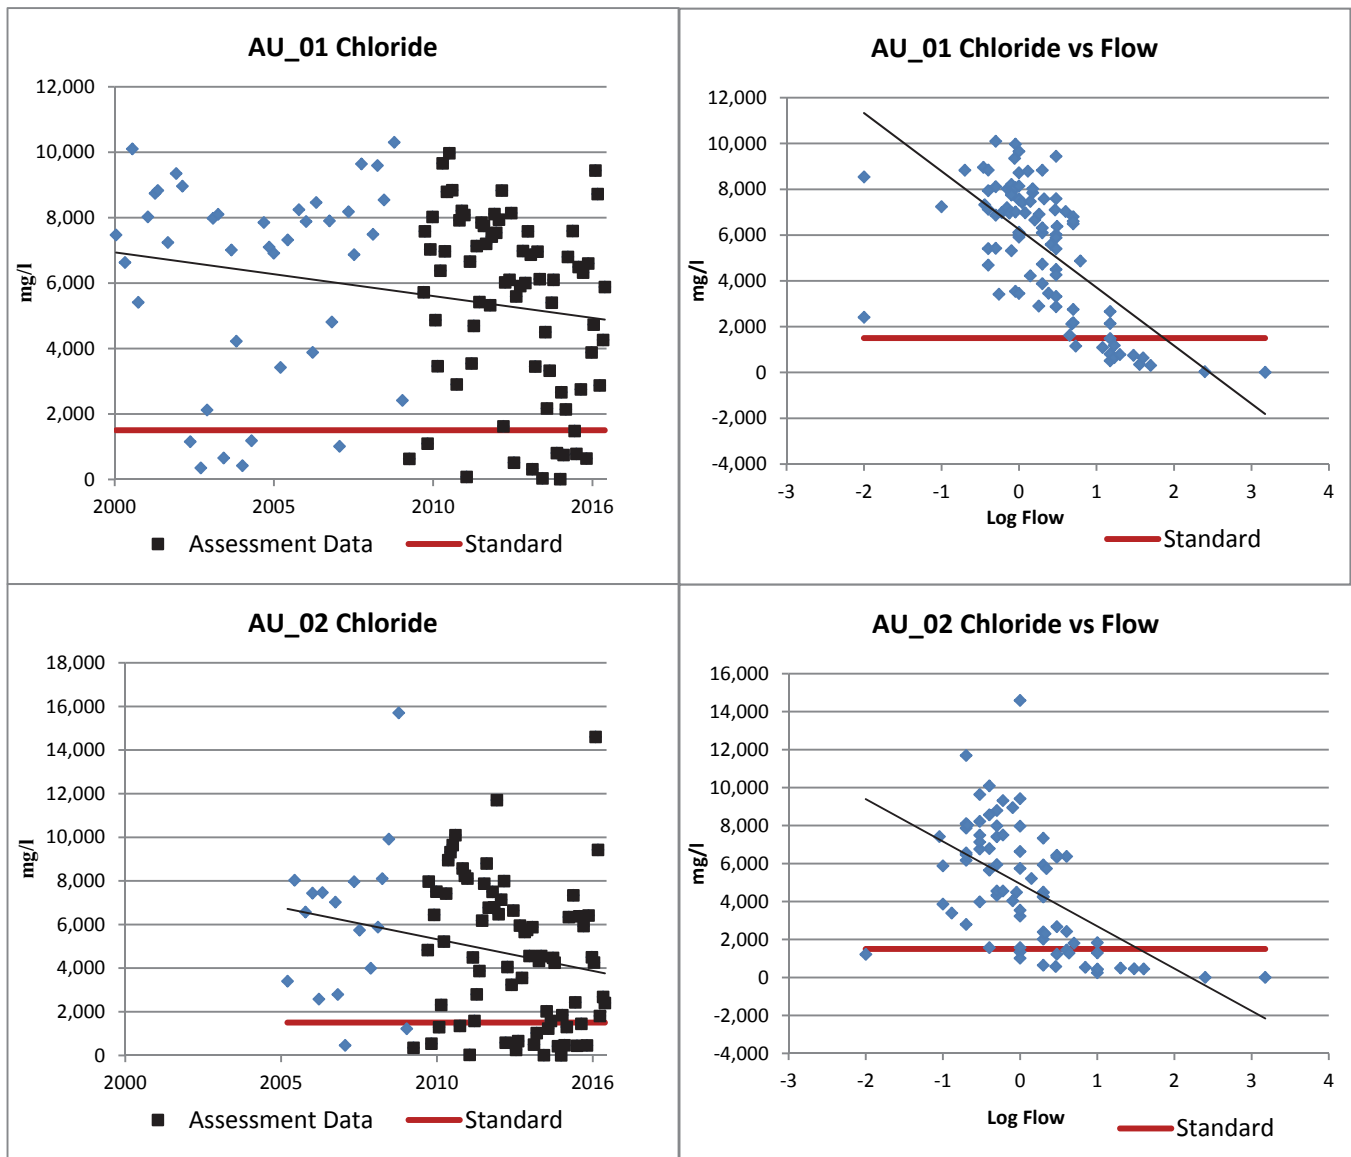 AU_01 Chloride
12,000
10,000
8,000
6,000
4,000
2,000
0
mg/l
2000 2005 2010 2016
Assessment Data Standard
AU_01 Chloride vs Flow
12,000
10,000
8,000
6,000
4,000
2,000
0
-2,000
-4,000
mg/l
-3 -2 -1 0 1 2 3 4
Log Flow
Standard
AU_02 Chloride
18,000
16,000
14,000
12,000
10,000
8,000
6,000
4,000
2,000
0
mg/l
2000 2005 2010 2016
Assessment Data Standard
AU_02 Chloride vs Flow
16,000
14,000
12,000
10,000
8,000
6,000
4,000
2,000
0
-2,000
-4,000
mg/l
-3 -2 -1 0 1 2 3 4
Log Flow
Standard